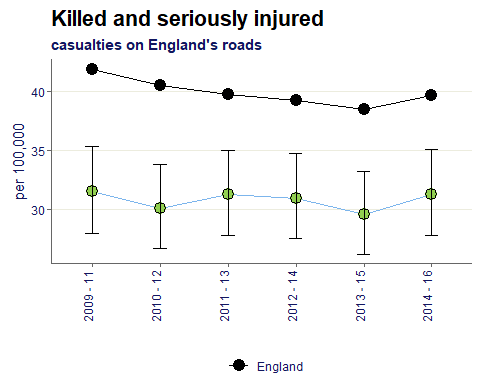 Killed and seriously injured
casualties on England's roads
per 100,000
40
35
30
2009 - 11
2010 - 12
2011 - 13
2012 - 14
2013 - 15
2014 - 16
England